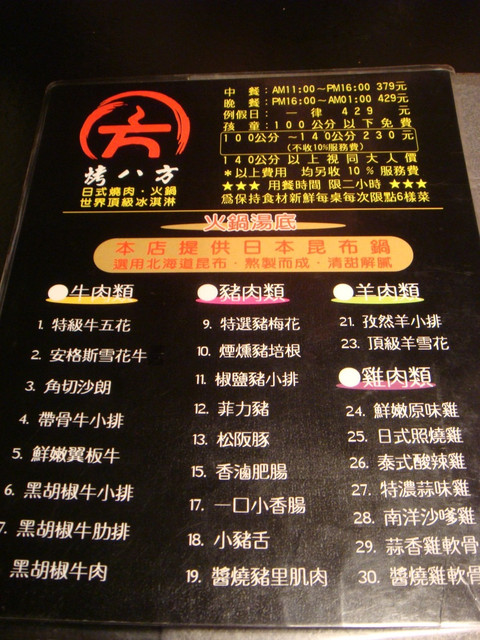 烤八方
日式燒肉．火鍋
世界頂級冰淇淋
中 餐：AM11:00～PM16:00 379元
晚 餐：PM16:00～AM01:00 429元
例假日： 一 律 429 元
孩 童：100 公分 以下 免費
100公分 ~140公分 230 元
(不收10%服務費)
140公分 以上 視同大人價
*以上費用 均另收 10 % 服務費
★★★ 用餐時間 限二小時 ★★★
為保持食材新鮮每桌每次限點6樣菜
火鍋湯底
本店提供日本昆布鍋
選用北海道昆布．熬製而成．清甜解膩
牛肉類
1. 特級牛五花
2. 安格斯雪花牛
3. 角切沙朗
4. 帶骨牛小排
5. 鮮嫩翼板牛
6. 黑胡椒牛小排
7. 黑胡椒牛肋排
黑胡椒牛肉
豬肉類
9. 特選豬梅花
10. 煙燻豬培根
11. 椒鹽豬小排
12. 菲力豬
13. 松阪豚
15. 香滷肥腸
17. 一口小香腸
18. 小豬舌
19. 醬燒豬里肌肉
羊肉類
21. 孜然羊小排
23. 頂級羊雪花
雞肉類
24. 鮮嫩原味雞
25. 日式照燒雞
26. 泰式酸辣雞
27. 特濃蒜味雞
28. 南洋沙嗲雞
29. 蒜香雞軟骨
30. 醬燒雞軟骨